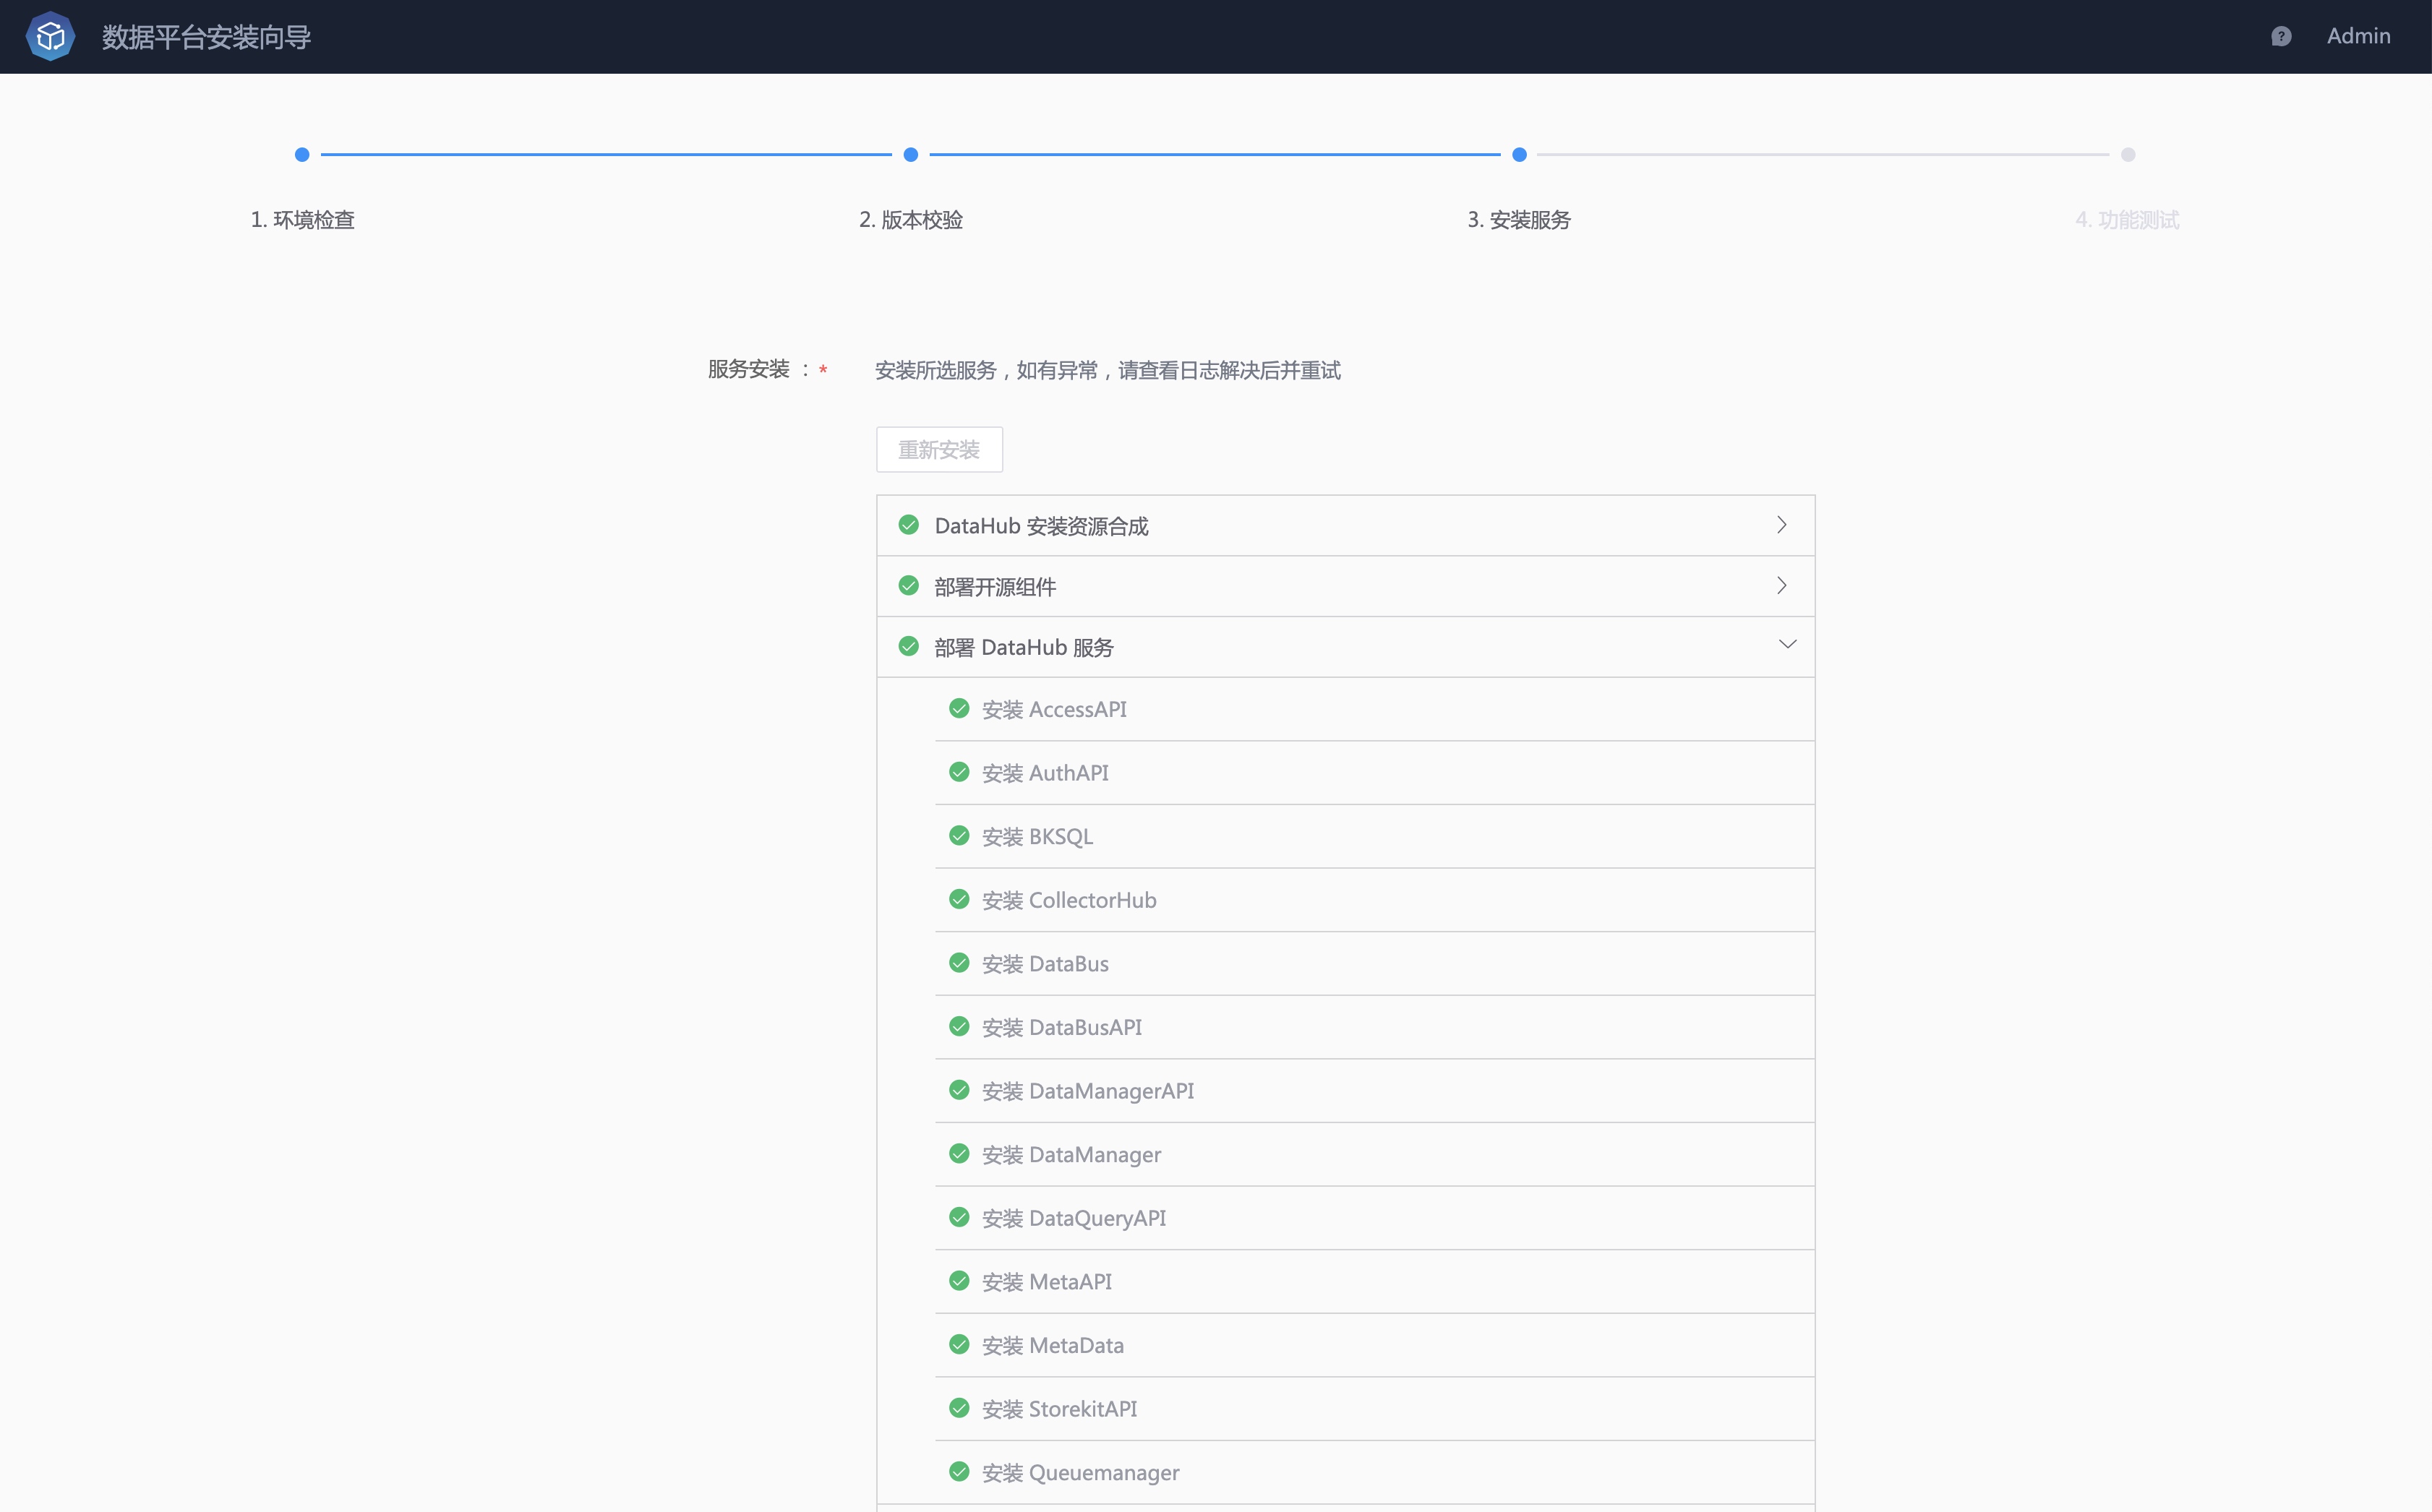 数据平台安装向导
?
Admin
1. 环境检查
2. 版本校验
3. 安装服务
4. 功能测试
服务安装 : *
安装所选服务，如有异常，请查看日志解决后并重试
重新安装
DataHub 安装资源合成
部署开源组件
部署 DataHub 服务
安装 AccessAPI
安装 AuthAPI
安装 BKSQL
安装 CollectorHub
安装 DataBus
安装 DataBusAPI
安装 DataManagerAPI
安装 DataManager
安装 DataQueryAPI
安装 MetaAPI
安装 MetaData
安装 StorekitAPI
安装 Queuemanager